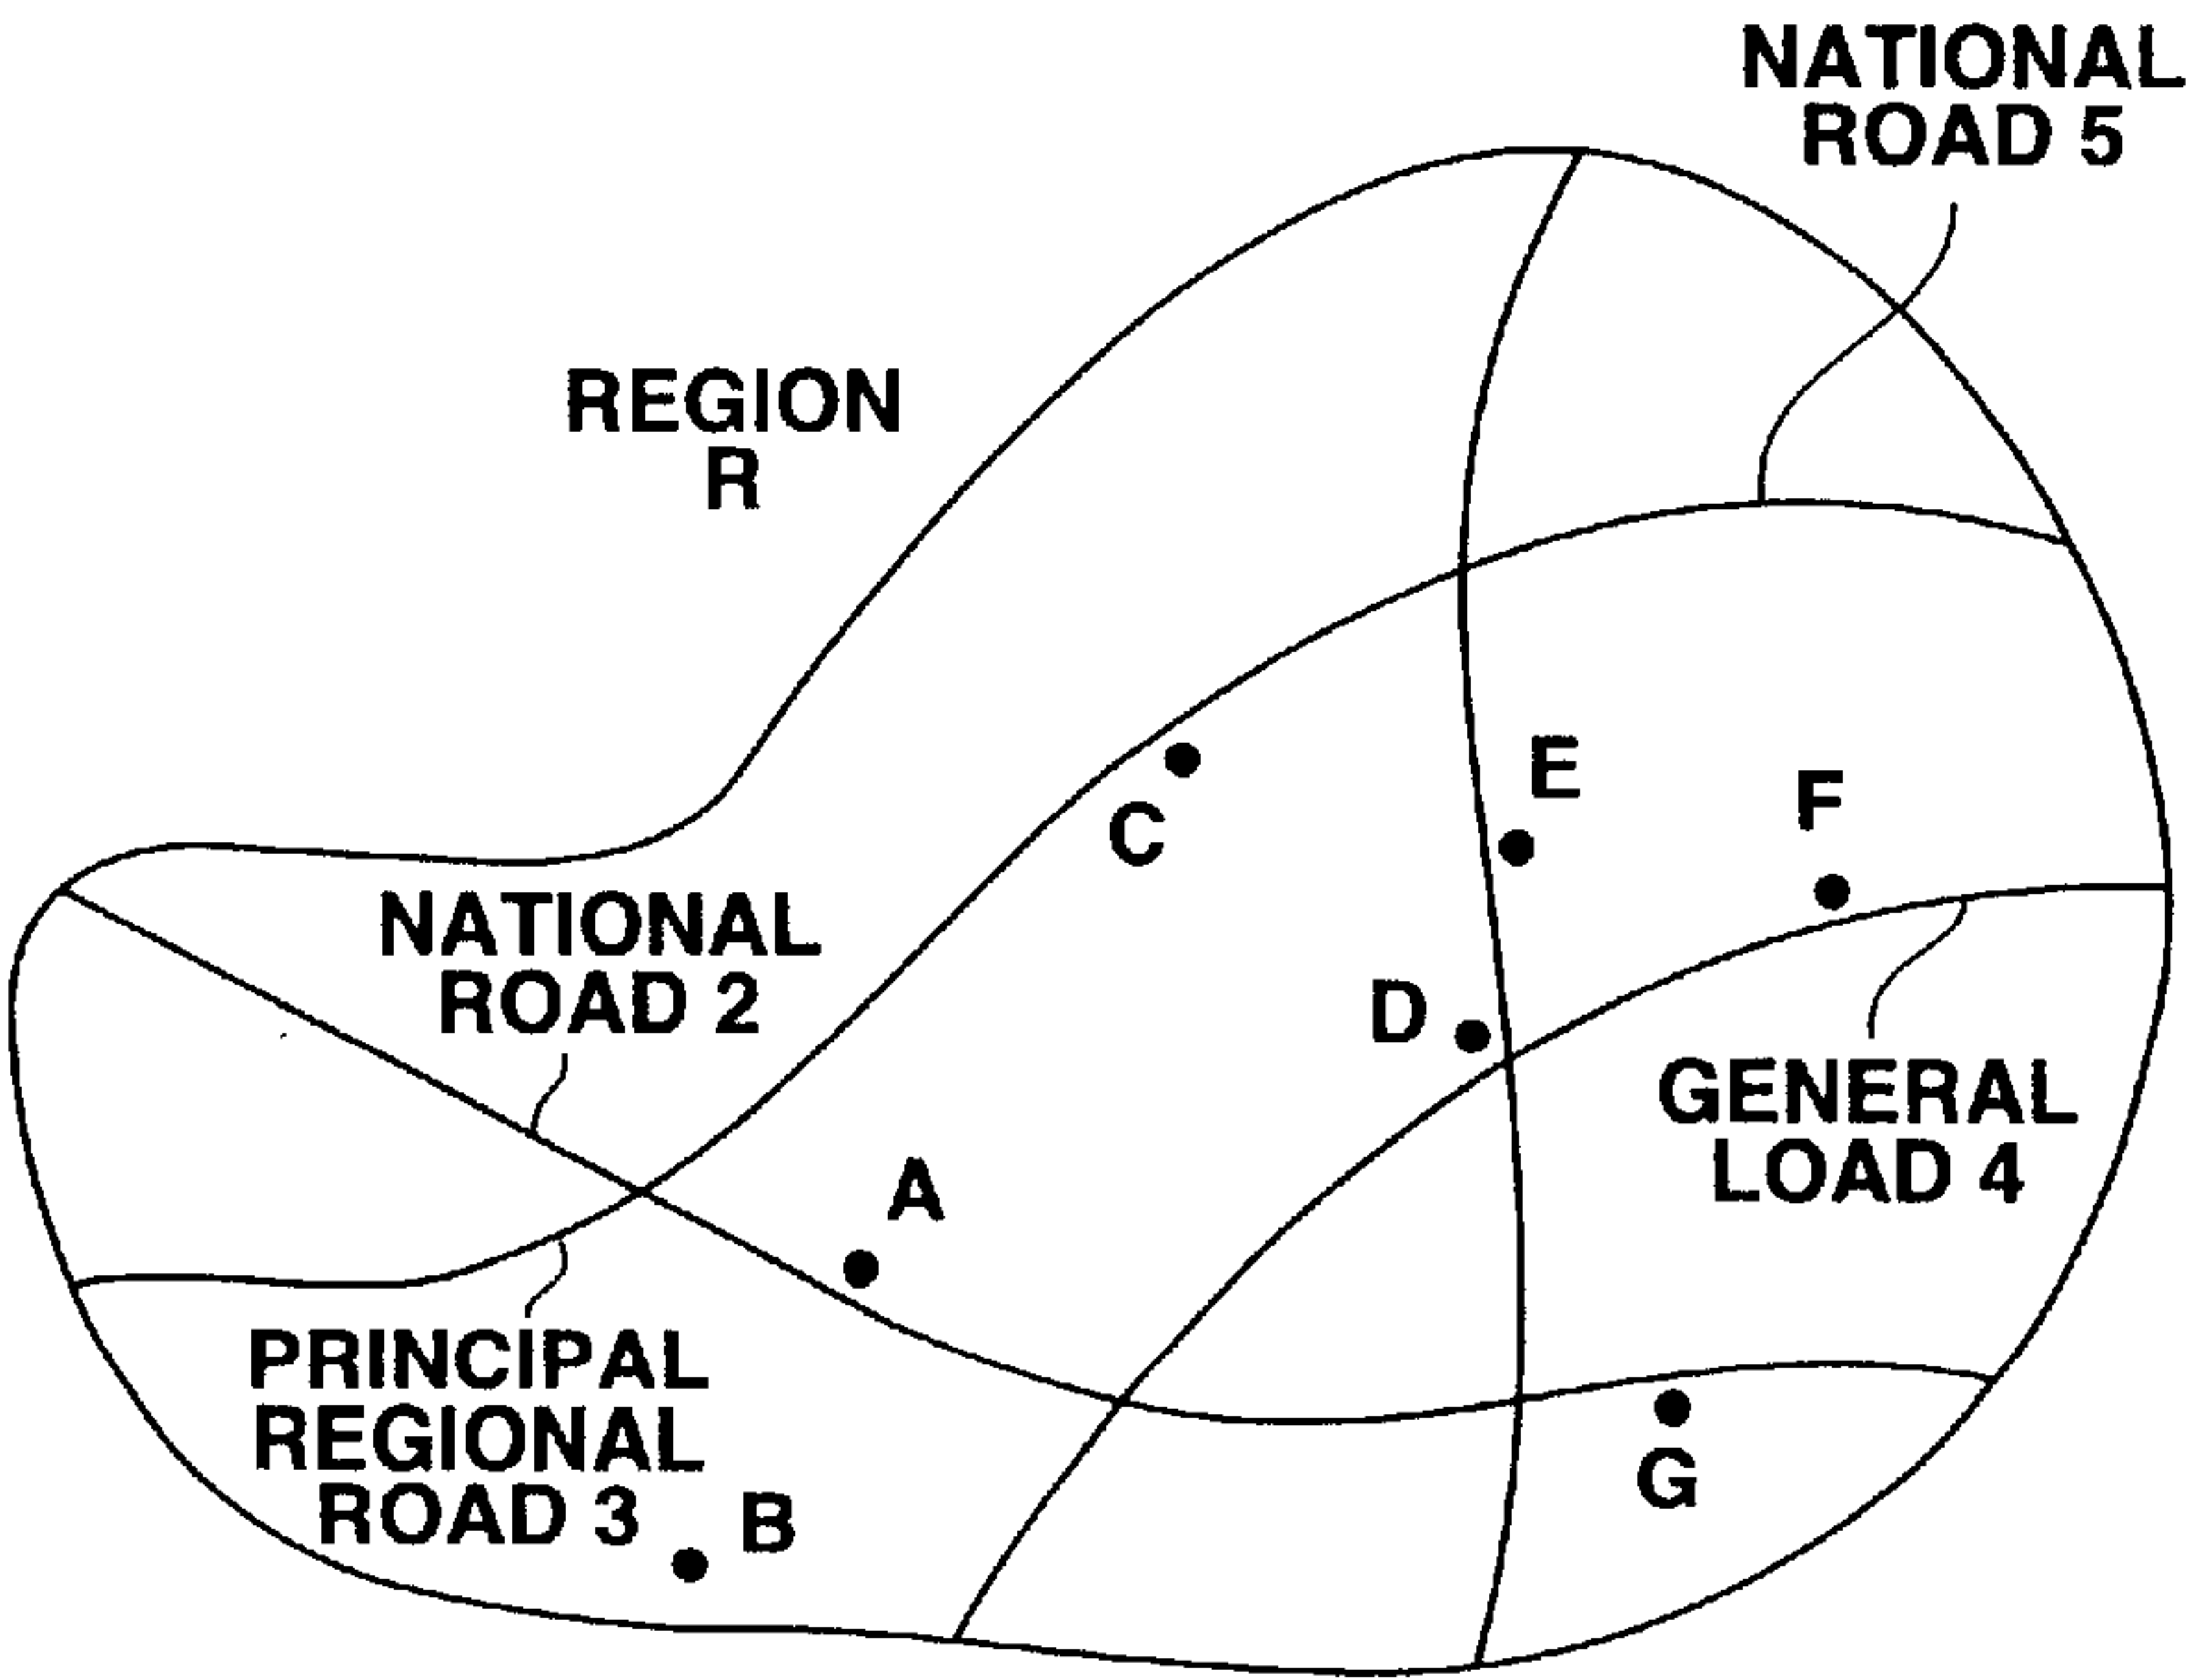 NATIONAL
ROAD 5
REGION
R
E
F
C
NATIONAL
ROAD 2
D
GENERAL
LOAD 4
A
PRINCIPAL
REGIONAL
ROAD 3
B
G